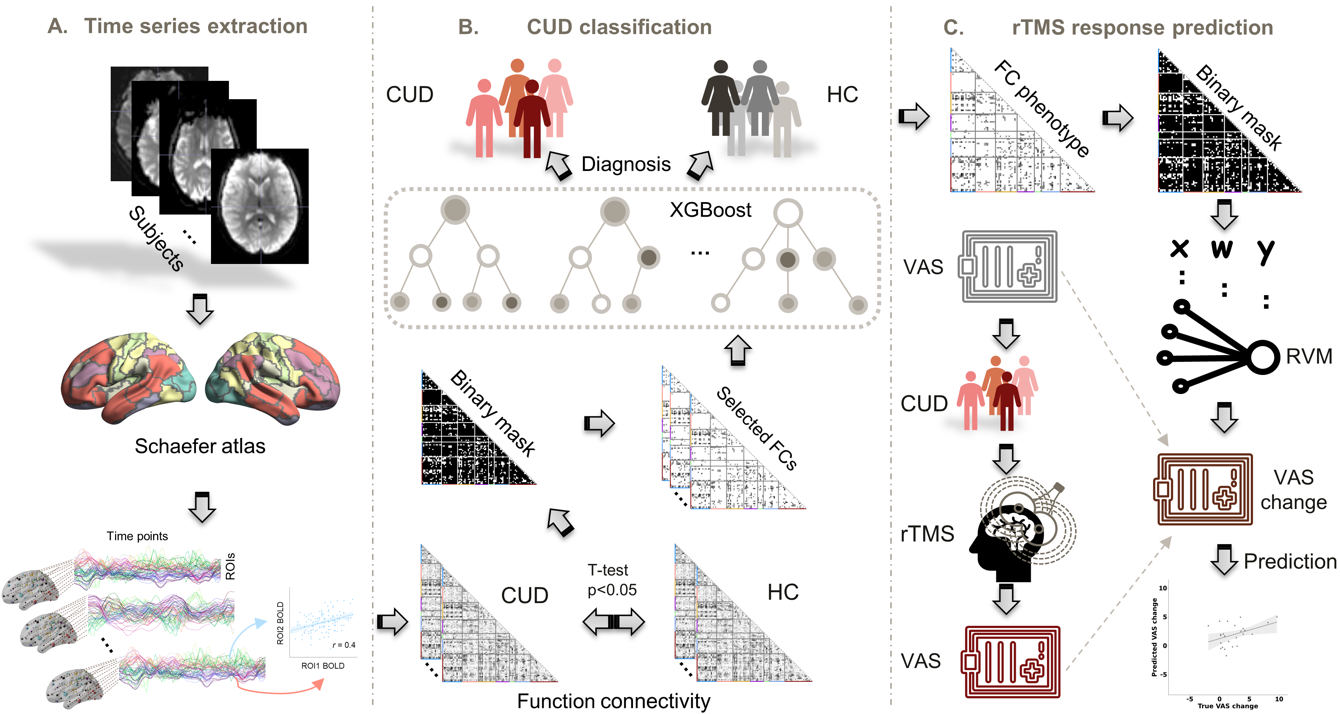 A. Time series extraction
Subjects
...
Schaefer atlas
Time points
ROIs
ROI2 BOLD
r = 0.4
ROI1 BOLD
B. CUD classification
CUD
HC
Diagnosis
XGBoost
...
Binary mask
Selected FCs
CUD
T-test
p<0.05
HC
Function connectivity
C. rTMS response prediction
FC phenotype
Binary mask
VAS
CUD
rTMS
VAS
x w y
RVM
VAS
change
Prediction
Predicted VAS change
10
5
0
-5
-5 0 5 10
True VAS change